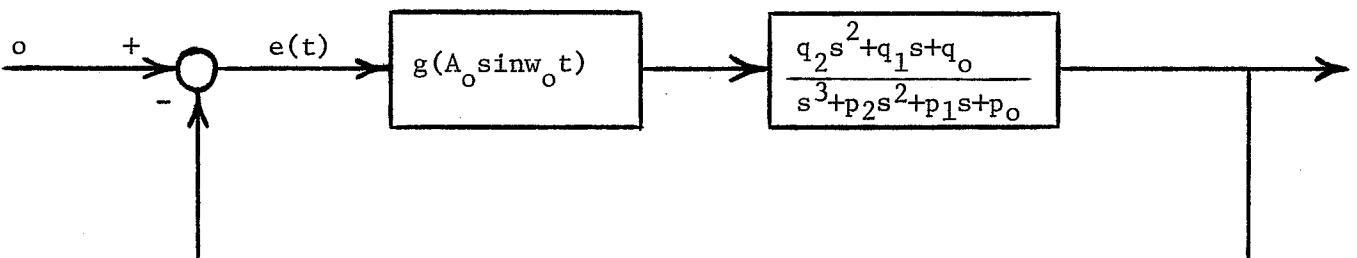 o + e(t)
-
g(A_o sinw_o t)
q_2s^2+q_1s+q_o
s^3+p_2s^2+p_1s+p_o